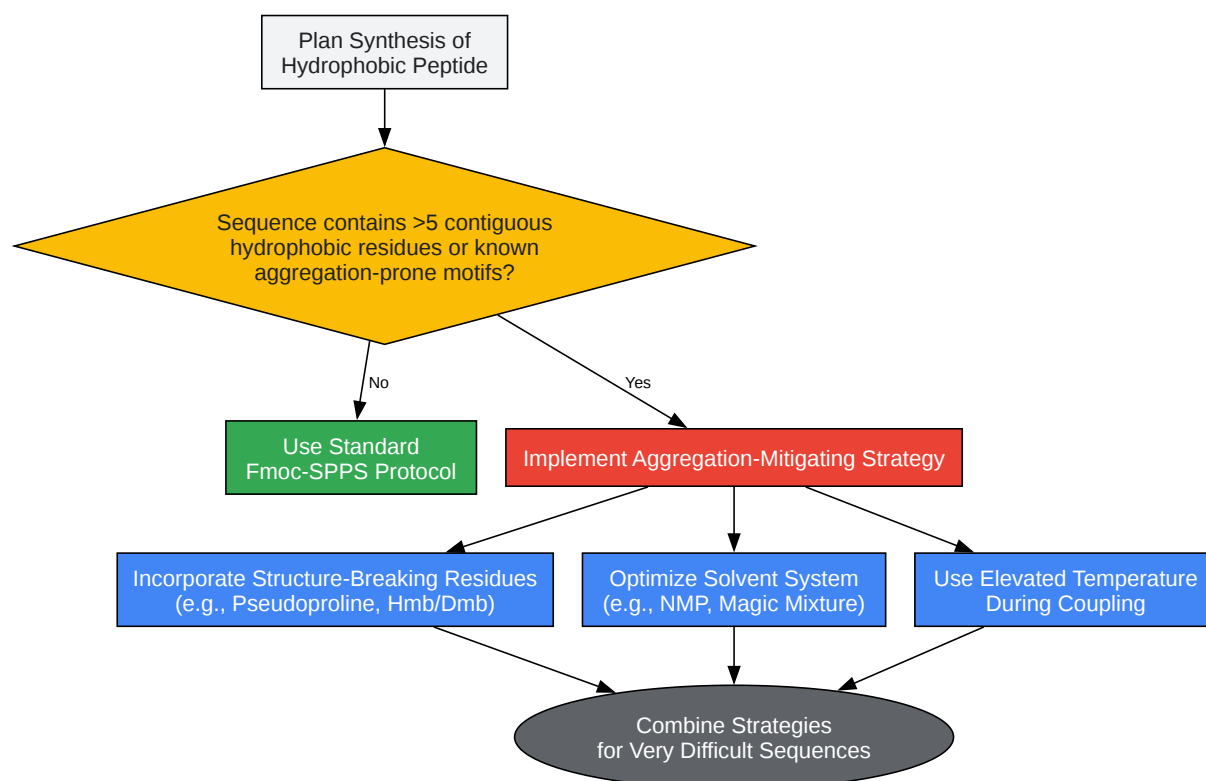 Plan Synthesis of
Hydrophobic Peptide
Sequence contains >5 contiguous
hydrophobic residues or known
aggregation-prone motifs?
No
Yes
Use Standard
Fmoc-SPPS Protocol
Implement Aggregation-Mitigating Strategy
Incorporate Structure-Breaking Residues
(e.g., Pseudoproline, Hmb/Dmb)
Optimize Solvent System
(e.g., NMP, Magic Mixture)
Use Elevated Temperature
During Coupling
Combine Strategies
for Very Difficult Sequences